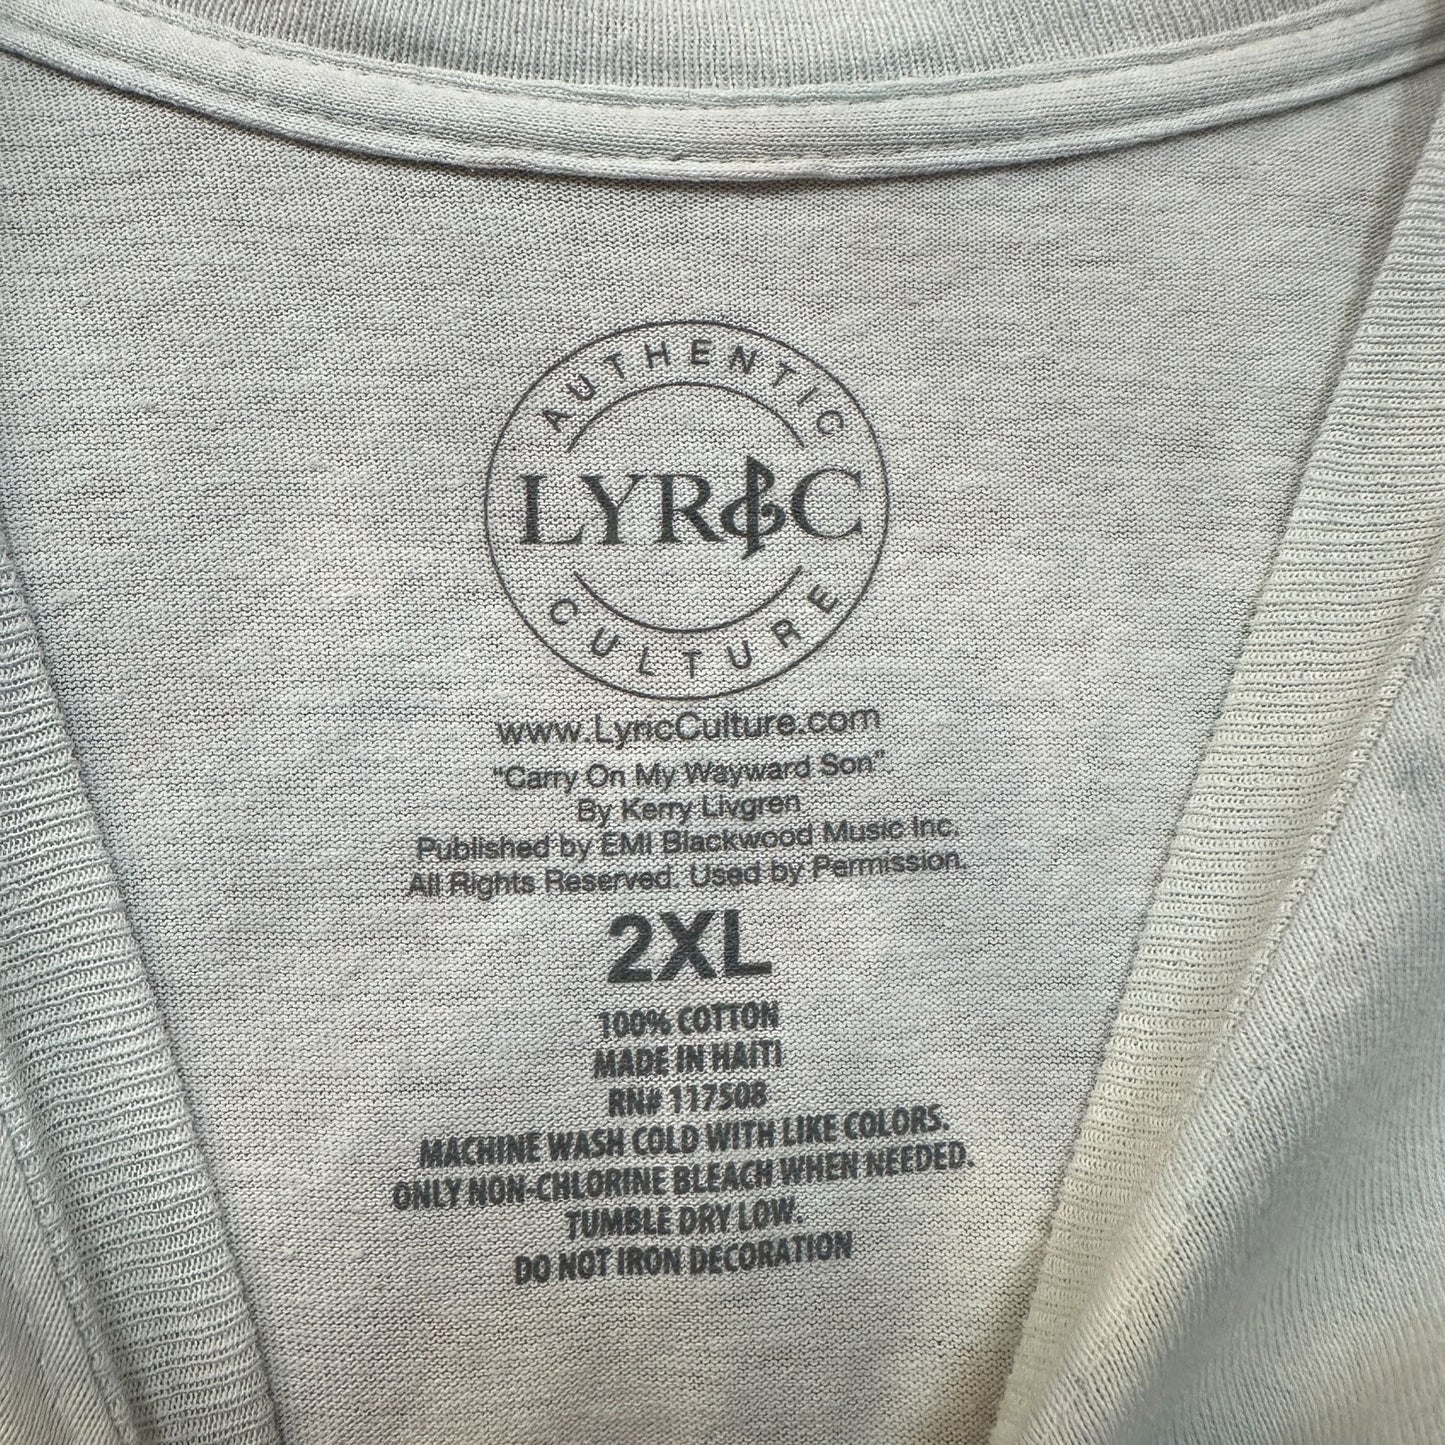 AUTHENTIC
LYRIC
CULTURE
www.LyricCulture.com
"Carry On My Wayward Son"
By Kerry Livgren
Published by EMI Blackwood Music Inc.
All Rights Reserved. Used by Permission.
2XL
100% COTTON
MADE IN HAITI
RN# 117508
MACHINE WASH COLD WITH LIKE COLORS.
ONLY NON-CHLORINE BLEACH WHEN NEEDED.
TUMBLE DRY LOW.
DO NOT IRON DECORATION